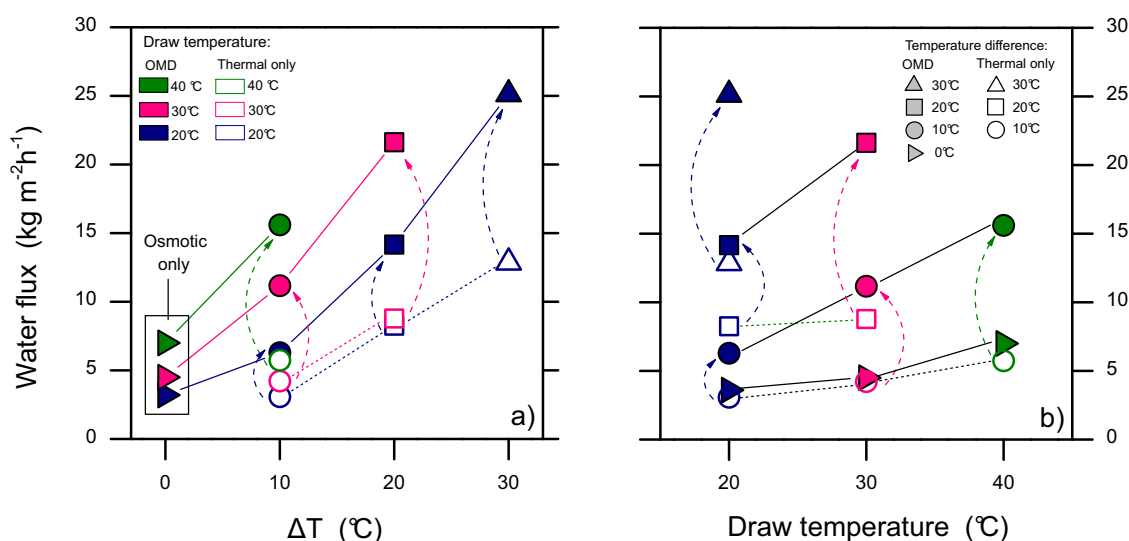 Draw temperature:
OMD Thermal only
40 °C 40 °C
30°C 30°C
20°C 20°C
Osmotic
only
Water flux (kg m⁻²h⁻¹)
30
25
20
15
10
5
0
0 10 20 30
ΔT (°C)
a)
Temperature difference:
OMD Thermal only
30°C 30°C
20°C 20°C
10°C 10°C
0°C
30
25
20
15
10
5
0
20 30 40
Draw temperature (°C)
b)